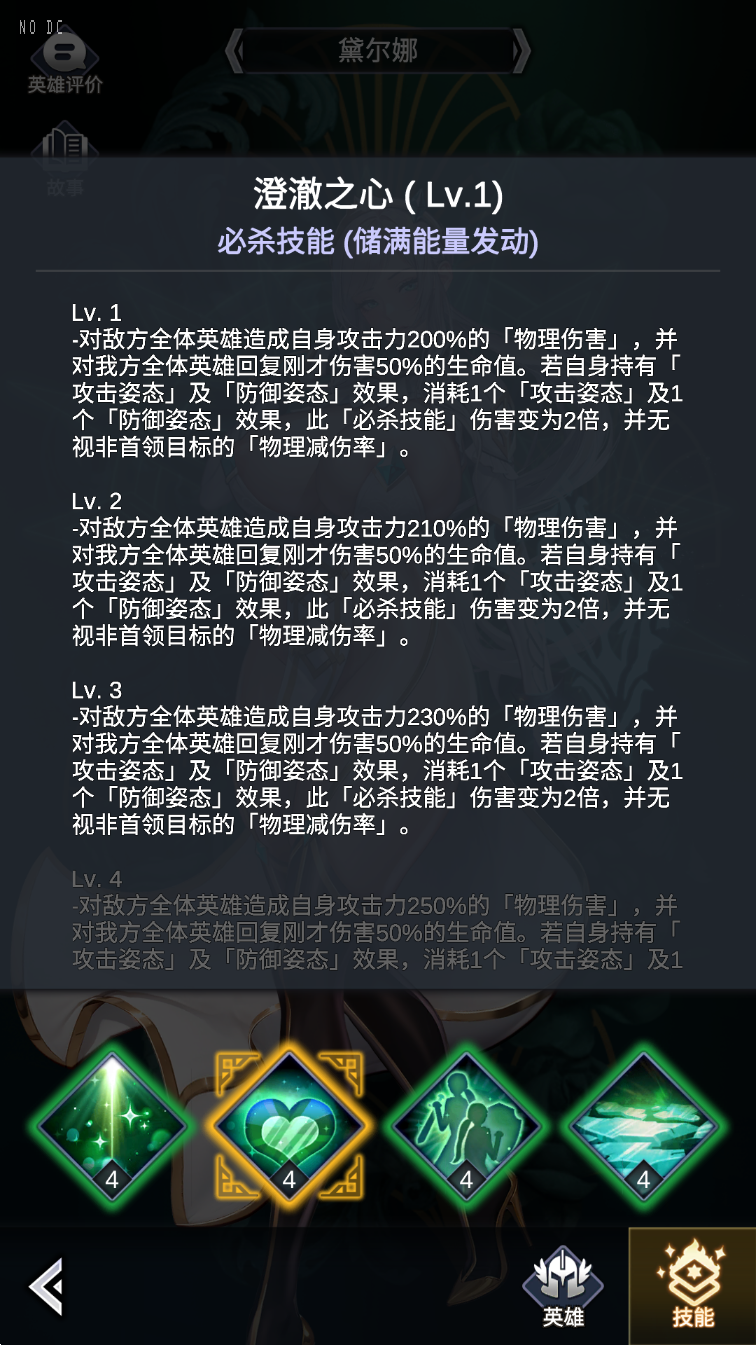 NO DC
黛尔娜
英雄评价
故事
澄澈之心 ( Lv.1)
必杀技能 (储满能量发动)
Lv. 1
-对敌方全体英雄造成自身攻击力200%的「物理伤害」，并
对我方全体英雄回复刚才伤害50%的生命值。若自身持有「
攻击姿态」及「防御姿态」效果，消耗1个「攻击姿态」及1
个「防御姿态」效果，此「必杀技能」伤害变为2倍，并无
视非首领目标的「物理减伤率」。
Lv. 2
-对敌方全体英雄造成自身攻击力210%的「物理伤害」，并
对我方全体英雄回复刚才伤害50%的生命值。若自身持有「
攻击姿态」及「防御姿态」效果，消耗1个「攻击姿态」及1
个「防御姿态」效果，此「必杀技能」伤害变为2倍，并无
视非首领目标的「物理减伤率」。
Lv. 3
-对敌方全体英雄造成自身攻击力230%的「物理伤害」，并
对我方全体英雄回复刚才伤害50%的生命值。若自身持有「
攻击姿态」及「防御姿态」效果，消耗1个「攻击姿态」及1
个「防御姿态」效果，此「必杀技能」伤害变为2倍，并无
视非首领目标的「物理减伤率」。
Lv. 4
-对敌方全体英雄造成自身攻击力250%的「物理伤害」，并
对我方全体英雄回复刚才伤害50%的生命值。若自身持有「
攻击姿态」及「防御姿态」效果，消耗1个「攻击姿态」及1
4
4
4
4
英雄
技能